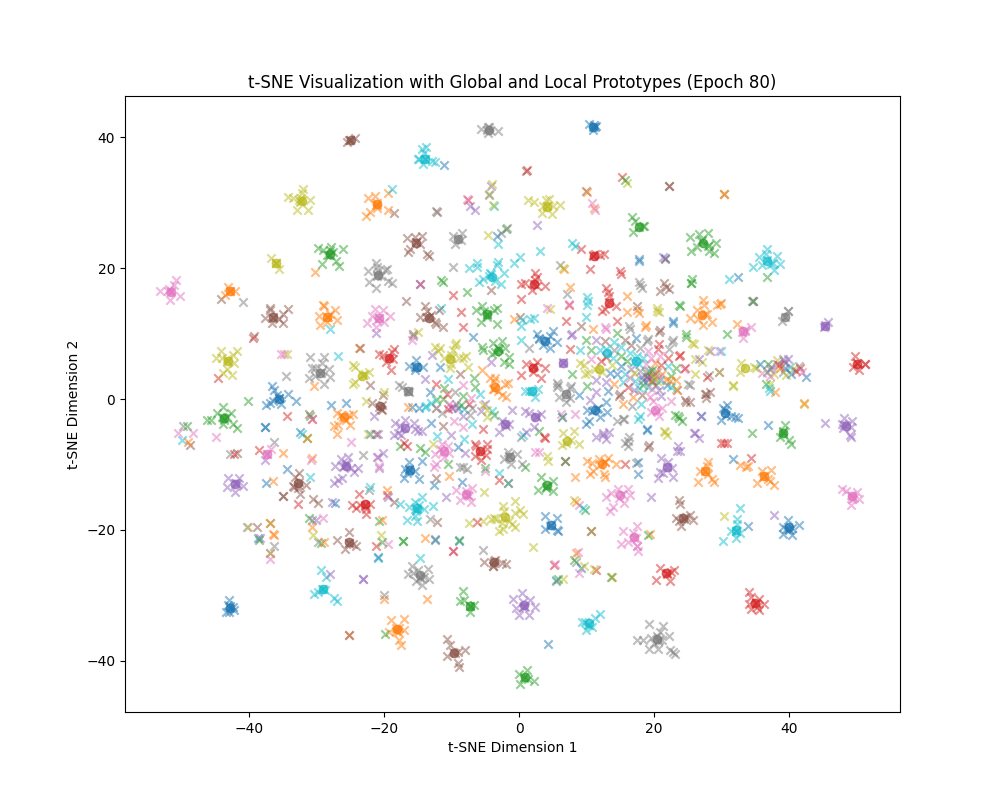 t-SNE Visualization with Global and Local Prototypes (Epoch 80)
40
20
0
−20
−40
t-SNE Dimension 2
−40 −20 0 20 40
t-SNE Dimension 1